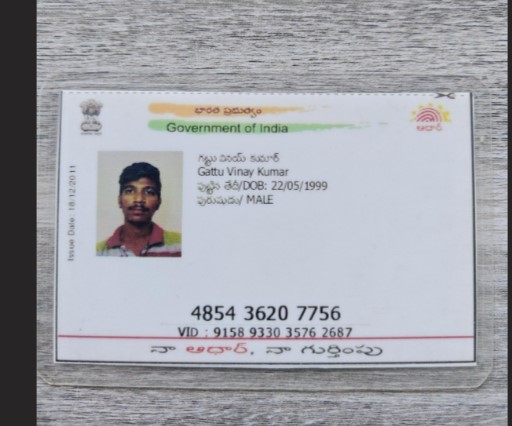 భారత ప్రభుత్వం
Government of India
ఆధార్
Issue Date: 18/12/2011
గట్టు వినయ్ కుమార్
Gattu Vinay Kumar
పుట్టిన తేదీ/DOB: 22/05/1999
పురుషుడు/ MALE
4854 3620 7756
VID : 9158 9330 3576 2687
నా ఆధార్, నా గుర్తింపు